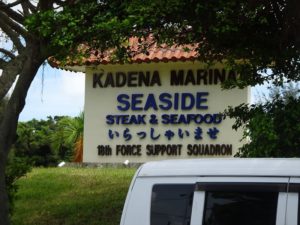 KADENA MARINA
SEASIDE
STEAK & SEAFOOD
いらっしゃいませ
18th FORCE SUPPORT SQUADRON